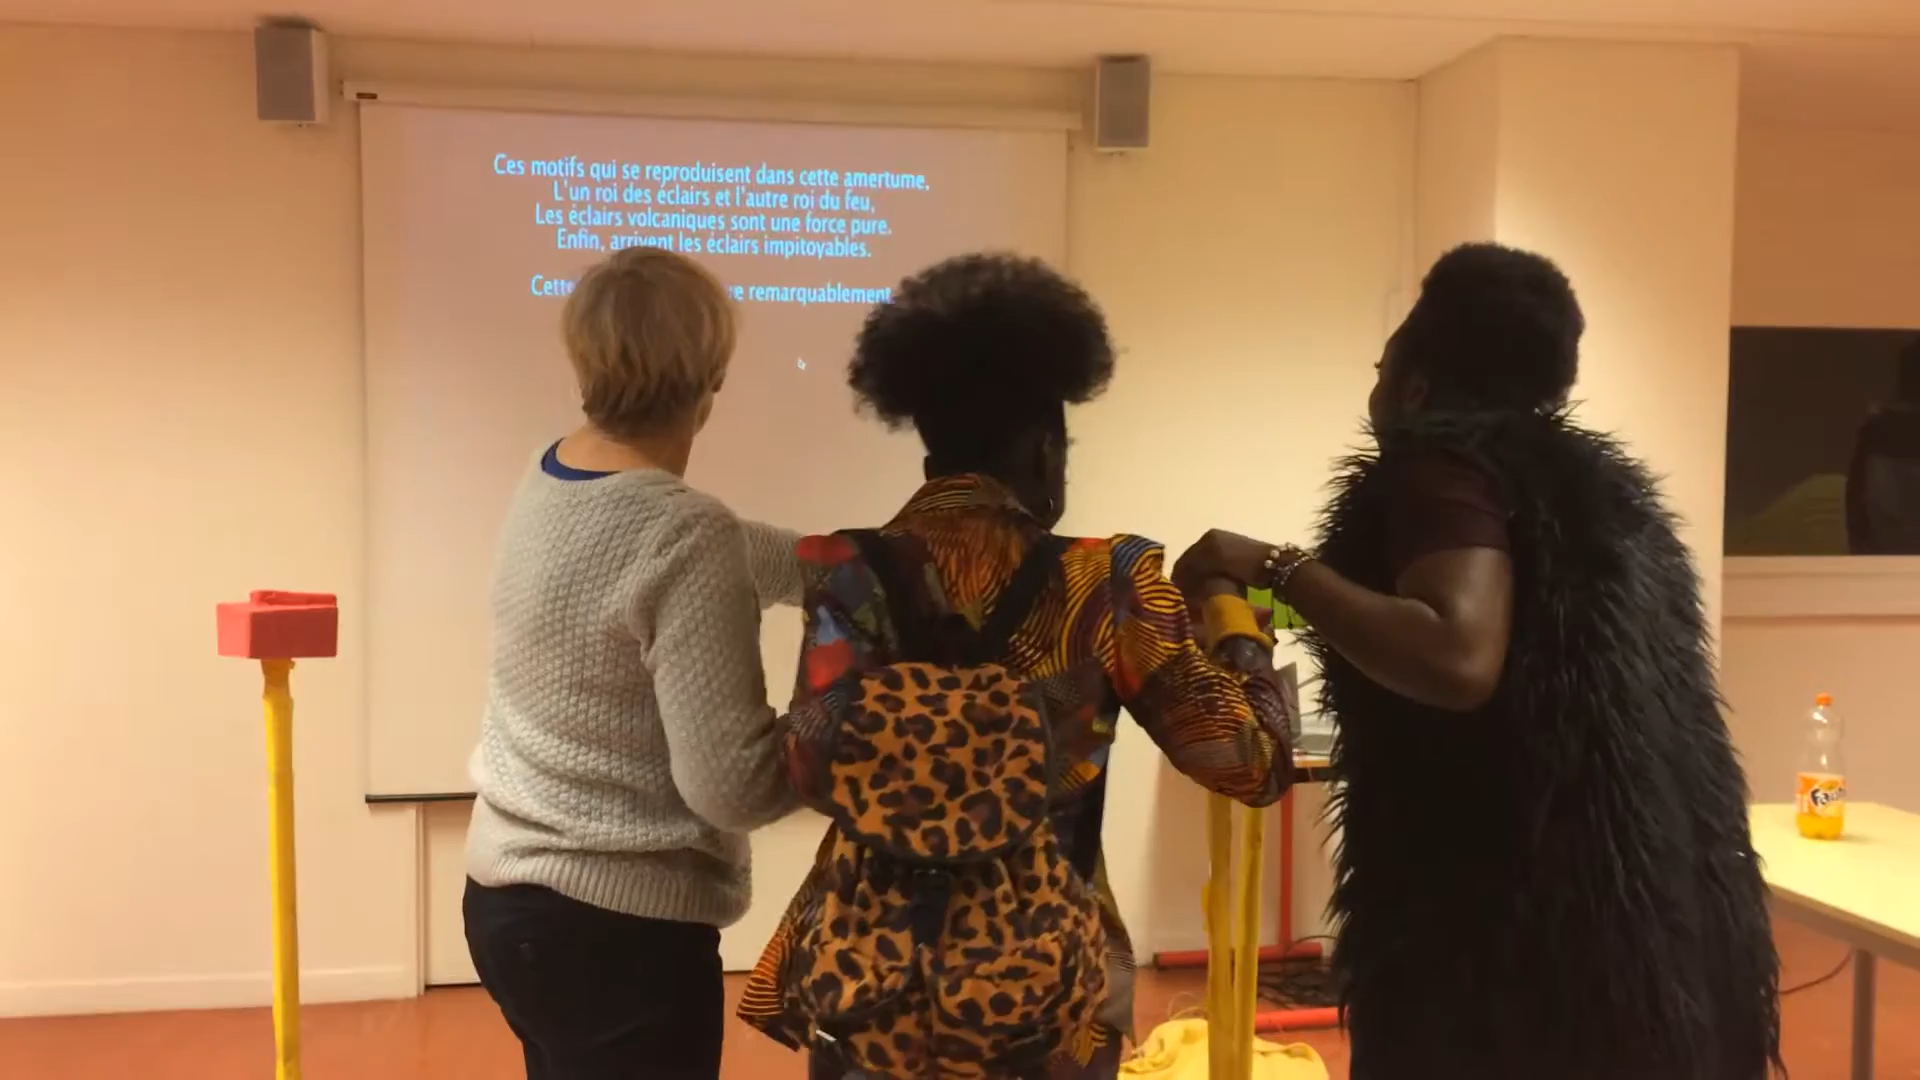 Ces motifs qui se reproduisent dans cette amertume,
L'un roi des éclairs et l'autre roi du feu,
Les éclairs volcaniques sont une force pure.
Enfin, arrivent les éclairs impitoyables.
Cette remarquablement
Fanta